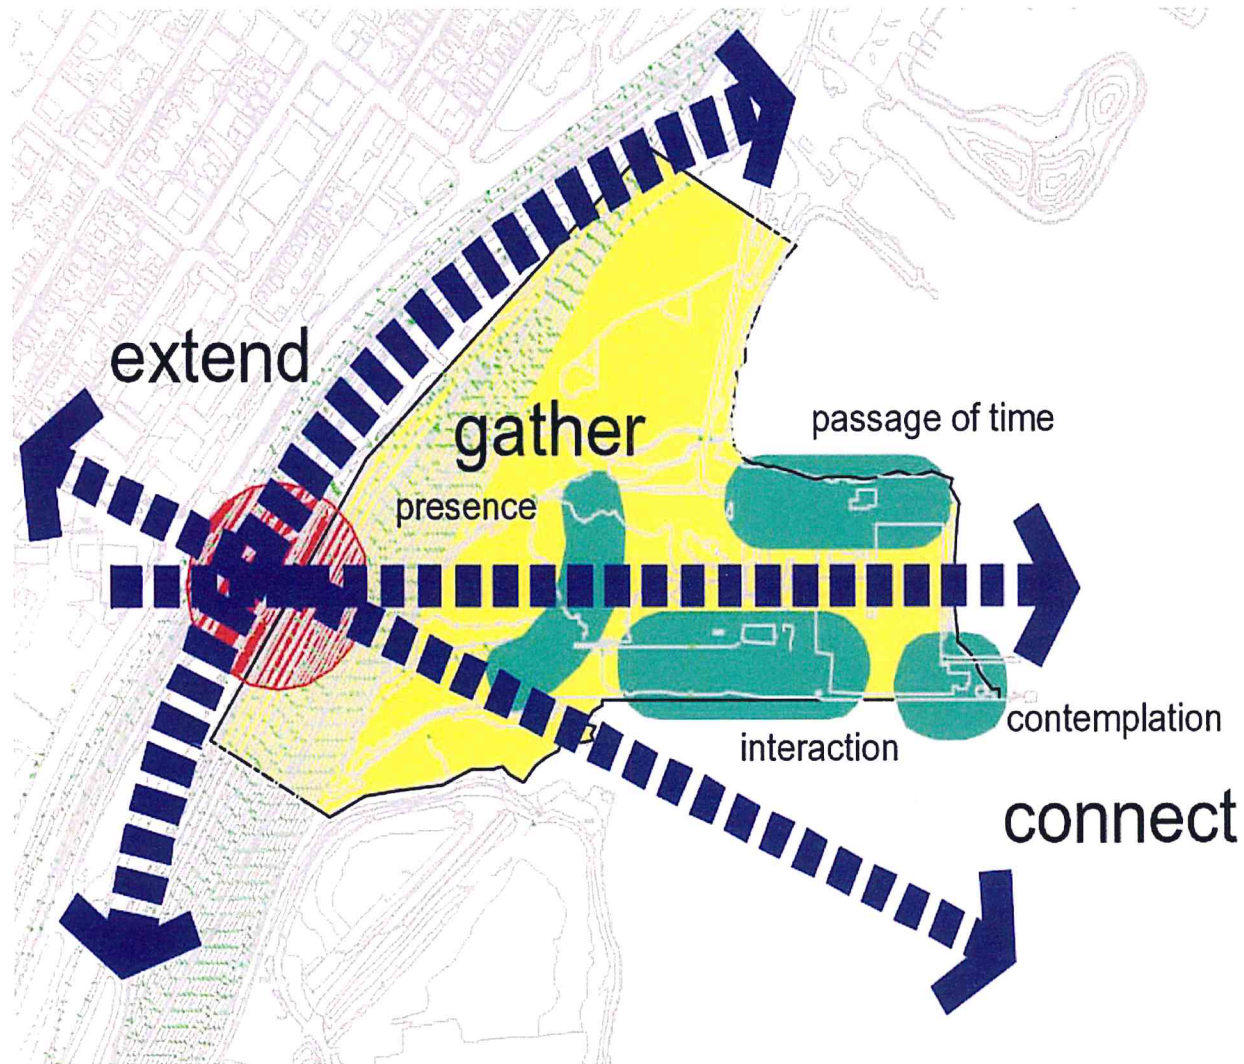 extend
gather
passage of time
presence
contemplation
interaction
connect